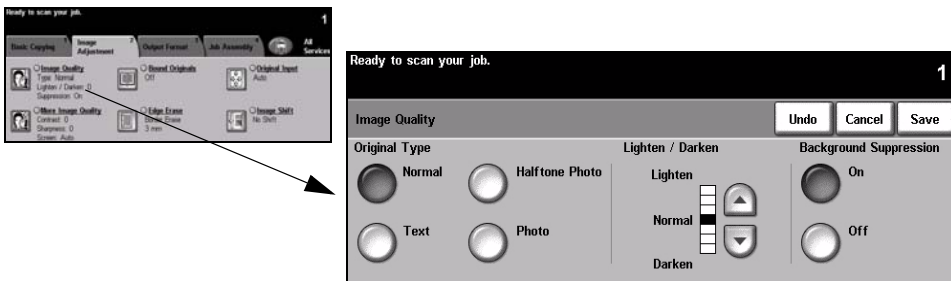 Ready to scan your job.
1
Basic Copying
Image Adjustment
2
Output Format
Job Assembly
All Services
Image Quality
Type: Normal
Lighten / Darken: 0
Suppression: On
Bound Originals
Off
Original Input
Auto
More Image Quality
Contrast: 0
Sharpness: 0
Screen: Auto
Edge Erase
Border Erase
3 mm
Image Shift
No Shift
Ready to scan your job.
1
Image Quality
Undo
Cancel
Save
Original Type
Lighten / Darken
Background Suppression
Normal
Halftone Photo
Lighten
On
Normal
Text
Photo
Off
Darken